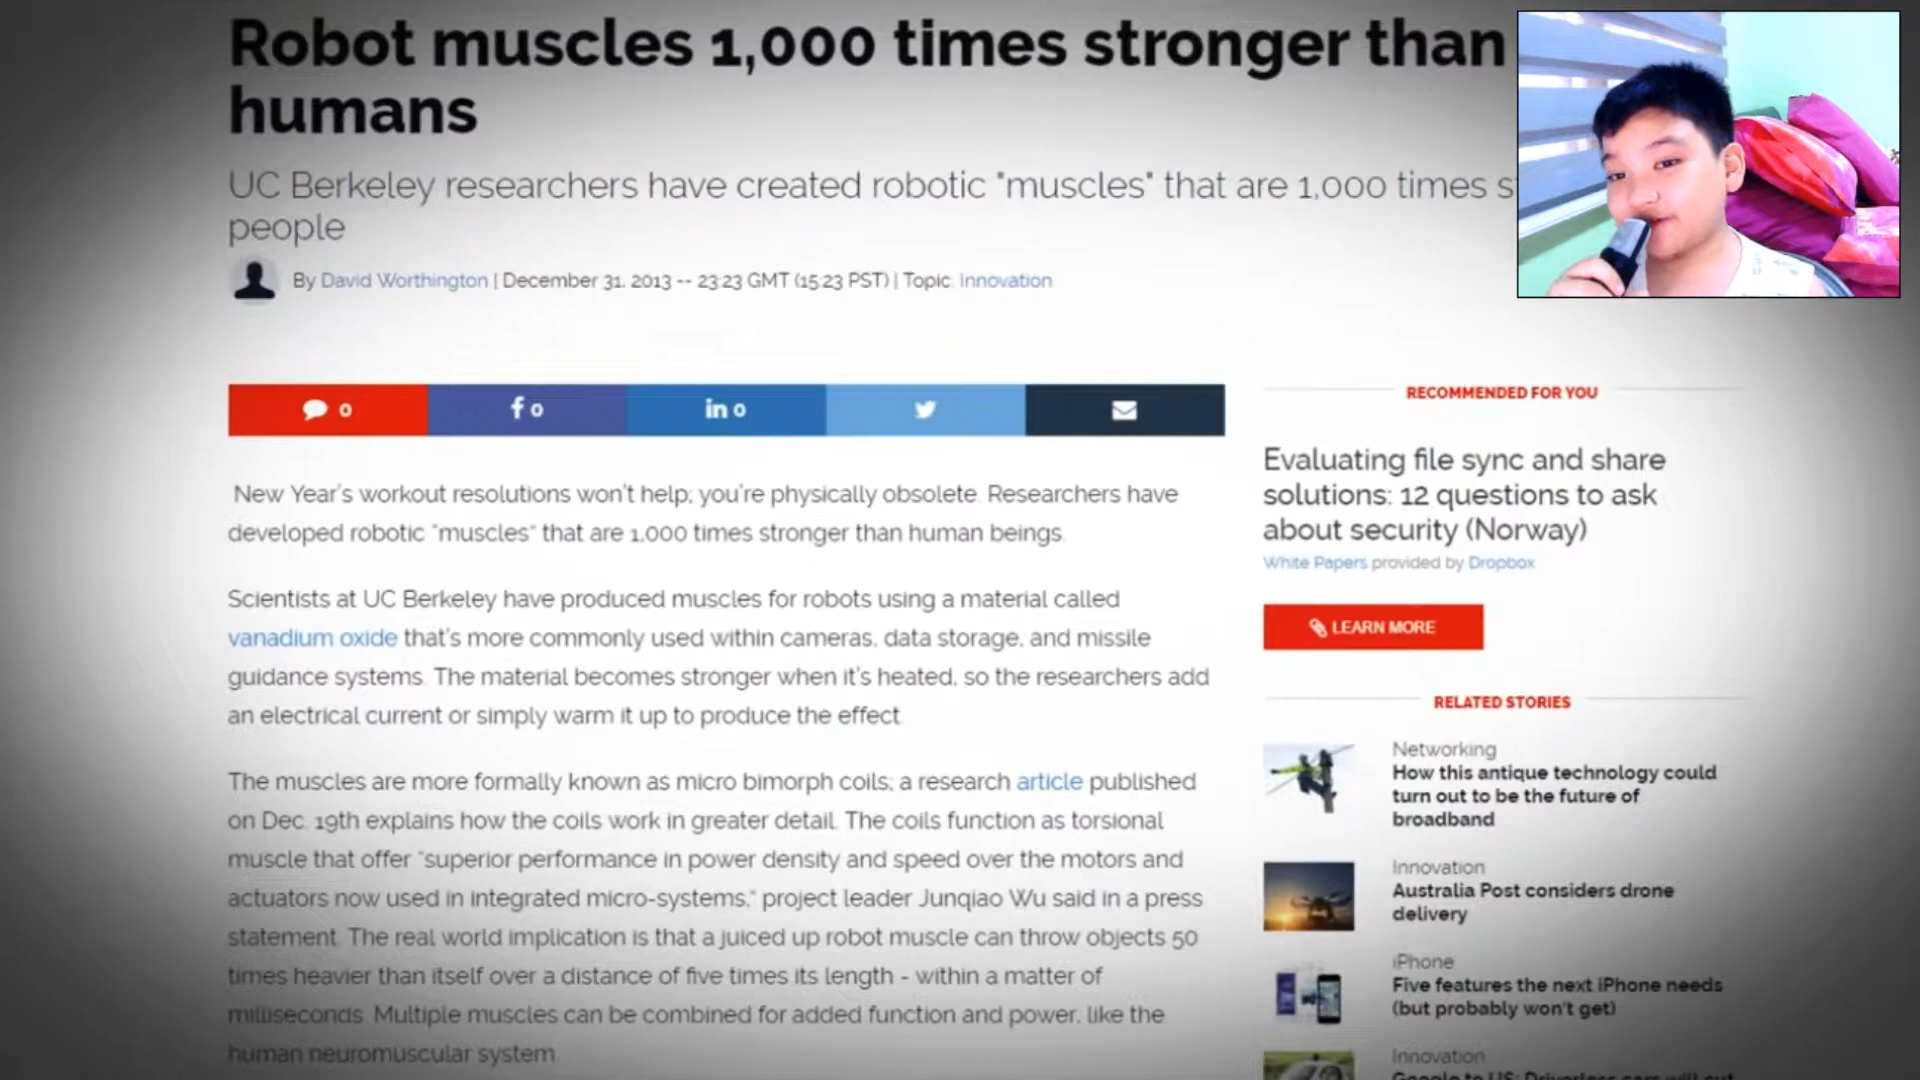 Robot muscles 1,000 times stronger than
humans
UC Berkeley researchers have created robotic "muscles" that are 1,000 times
people
By David Worthington | December 31, 2013 -- 23:23 GMT (15:23 PST) | Topic: Innovation
0
f 0
in 0
RECOMMENDED FOR YOU
Evaluating file sync and share
solutions: 12 questions to ask
about security (Norway)
White Papers provided by Dropbox
LEARN MORE
New Year's workout resolutions won't help; you're physically obsolete. Researchers have
developed robotic "muscles" that are 1,000 times stronger than human beings.
Scientists at UC Berkeley have produced muscles for robots using a material called
vanadium oxide that's more commonly used within cameras, data storage, and missile
guidance systems. The material becomes stronger when it's heated, so the researchers add
an electrical current or simply warm it up to produce the effect.
The muscles are more formally known as micro bimorph coils; a research article published
on Dec. 19th explains how the coils work in greater detail. The coils function as torsional
muscle that offer "superior performance in power density and speed over the motors and
actuators now used in integrated micro-systems," project leader Junqiao Wu said in a press
statement. The real world implication is that a juiced up robot muscle can throw objects 50
times heavier than itself over a distance of five times its length - within a matter of
milliseconds. Multiple muscles can be combined for added function and power, like the
human neuromuscular system.
RELATED STORIES
Networking
How this antique technology could
turn out to be the future of
broadband
Innovation
Australia Post considers drone
delivery
iPhone
Five features the next iPhone needs
(but probably won't get)
Innovation
Google to US: Driverless cars will